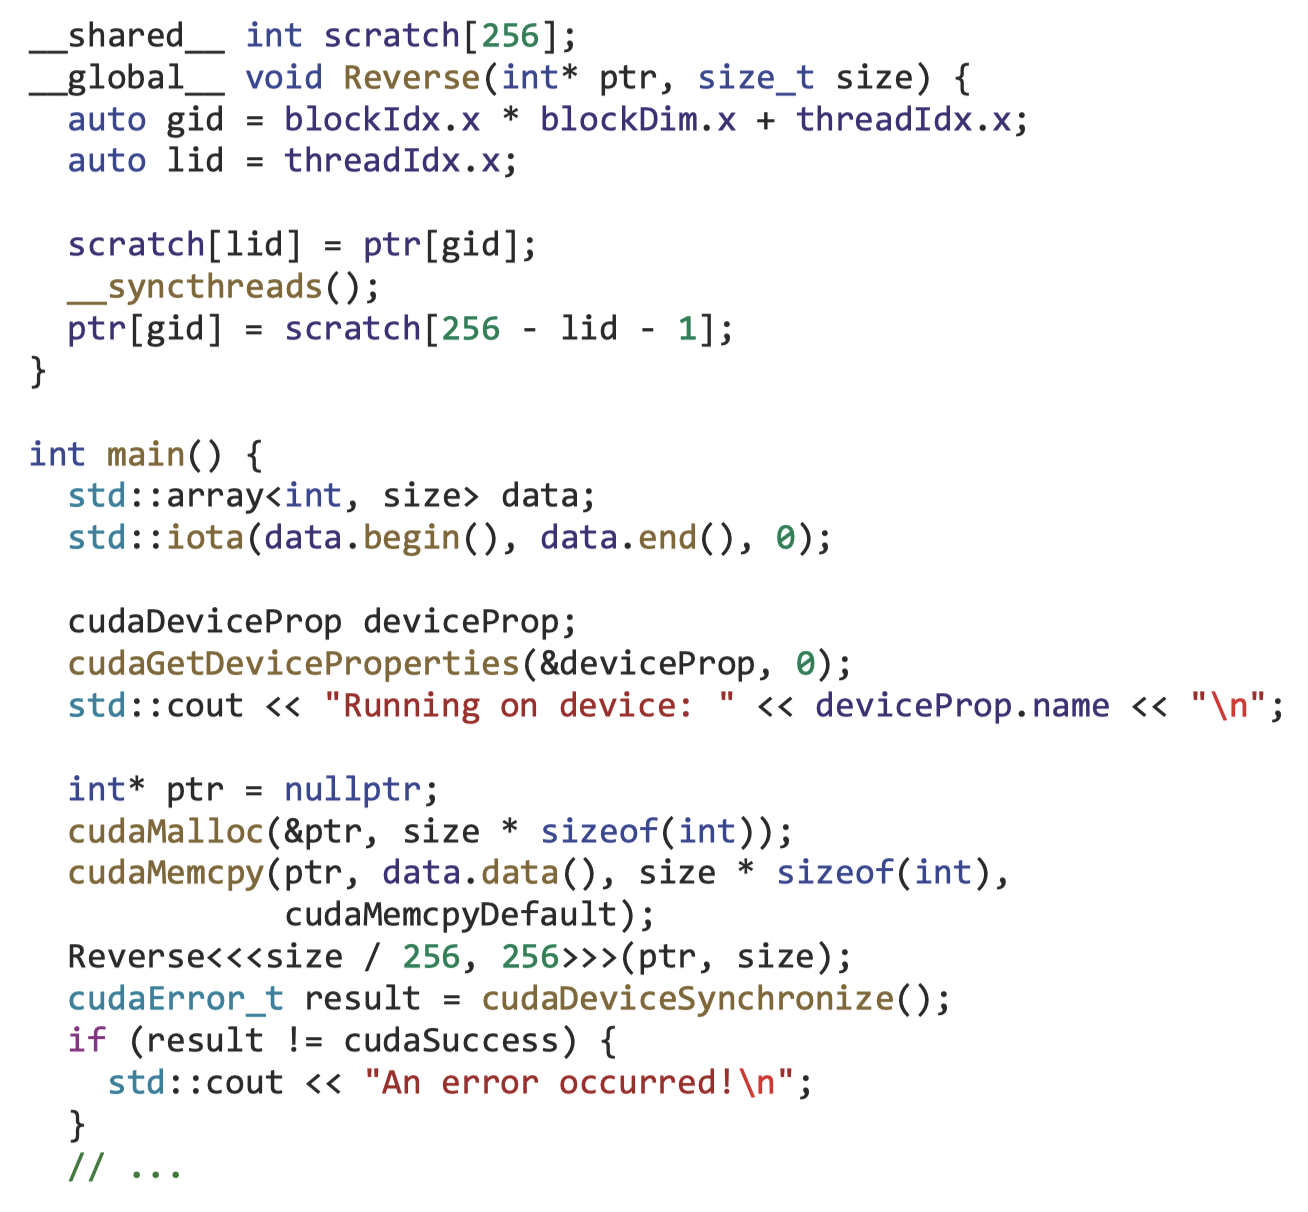 __shared__ int scratch[256];
__global__ void Reverse(int* ptr, size_t size) {
  auto gid = blockIdx.x * blockDim.x + threadIdx.x;
  auto lid = threadIdx.x;

  scratch[lid] = ptr[gid];
  __syncthreads();
  ptr[gid] = scratch[256 - lid - 1];
}

int main() {
  std::array<int, size> data;
  std::iota(data.begin(), data.end(), 0);

  cudaDeviceProp deviceProp;
  cudaGetDeviceProperties(&deviceProp, 0);
  std::cout << "Running on device: " << deviceProp.name << "\n";

  int* ptr = nullptr;
  cudaMalloc(&ptr, size * sizeof(int));
  cudaMemcpy(ptr, data.data(), size * sizeof(int),
             cudaMemcpyDefault);
  Reverse<<<size / 256, 256>>>(ptr, size);
  cudaError_t result = cudaDeviceSynchronize();
  if (result != cudaSuccess) {
    std::cout << "An error occurred!\n";
  }
  // ...